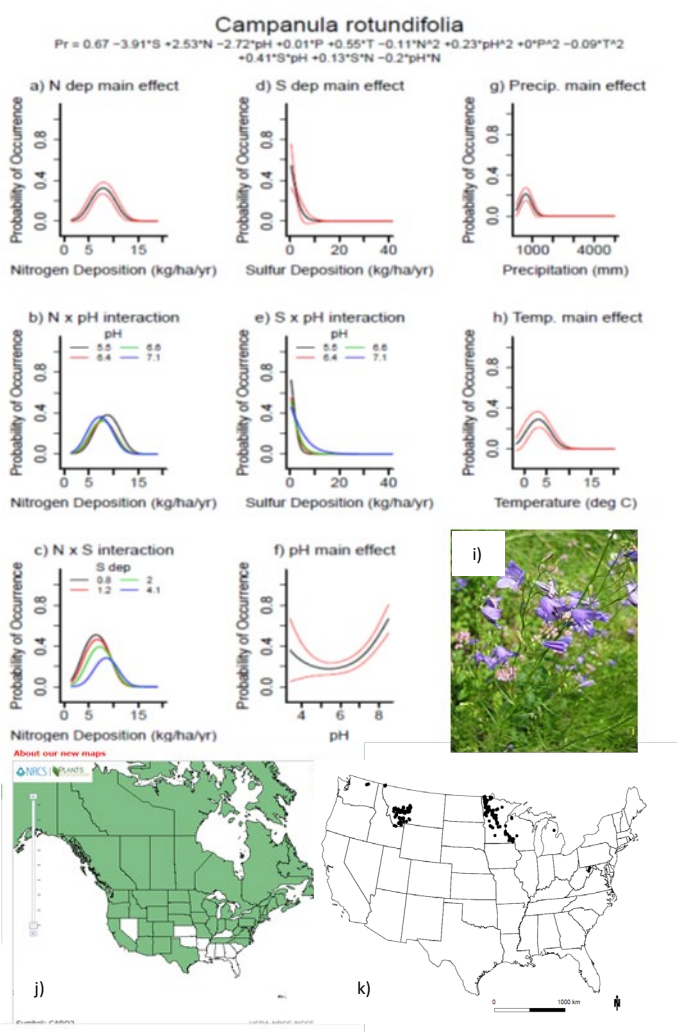 Campanula rotundifolia
Pr = 0.67 −3.91*S +2.53*N −2.72*pH +0.01*P +0.55*T −0.11*N^2 +0.23*pH^2 +0*P^2 −0.09*T^2
+0.41*S*pH +0.13*S*N −0.2*pH*N
a) N dep main effect
Probability of Occurrence
0.0 0.4 0.8
0 5 15
Nitrogen Deposition (kg/ha/yr)
d) S dep main effect
Probability of Occurrence
0.0 0.4 0.8
0 20 40
Sulfur Deposition (kg/ha/yr)
g) Precip. main effect
Probability of Occurrence
0.0 0.4 0.8
1000 4000
Precipitation (mm)
b) N x pH interaction
pH
5.5 6.6
6.4 7.1
Probability of Occurrence
0.0 0.4 0.8
0 5 15
Nitrogen Deposition (kg/ha/yr)
e) S x pH interaction
pH
5.5 6.6
6.4 7.1
Probability of Occurrence
0.0 0.4 0.8
0 20 40
Sulfur Deposition (kg/ha/yr)
h) Temp. main effect
Probability of Occurrence
0.0 0.4 0.8
0 5 15
Temperature (deg C)
c) N x S interaction
S dep
0.8 2
1.2 4.1
Probability of Occurrence
0.0 0.4 0.8
0 5 15
Nitrogen Deposition (kg/ha/yr)
f) pH main effect
Probability of Occurrence
0.0 0.4 0.8
4 6 8
pH
i)
About our new maps
NRCS PLANTS
j)
k)
0 1000 km
N